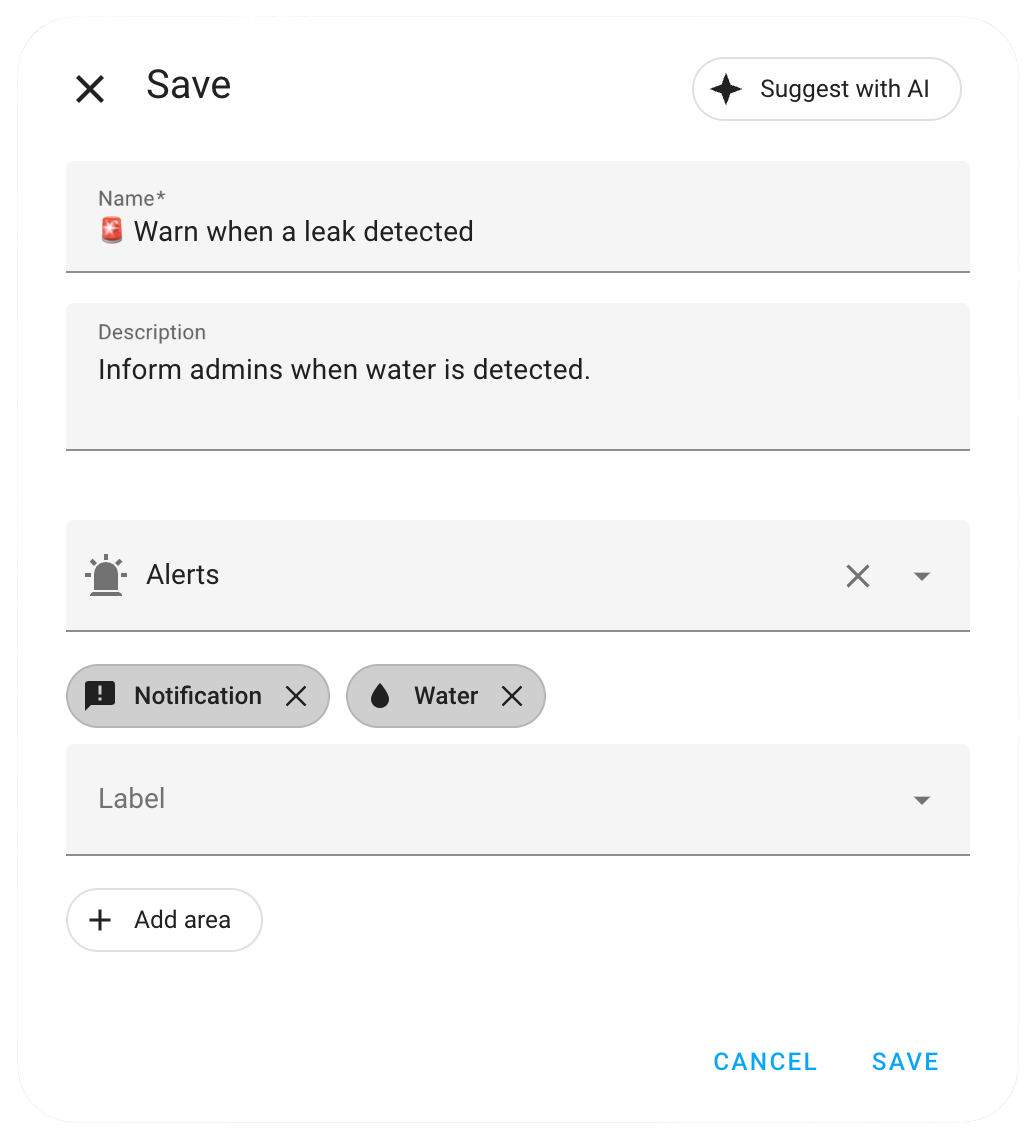 Save
Suggest with AI
Name*
🚨 Warn when a leak detected
Description
Inform admins when water is detected.
Alerts
Notification
Water
Label
Add area
CANCEL
SAVE